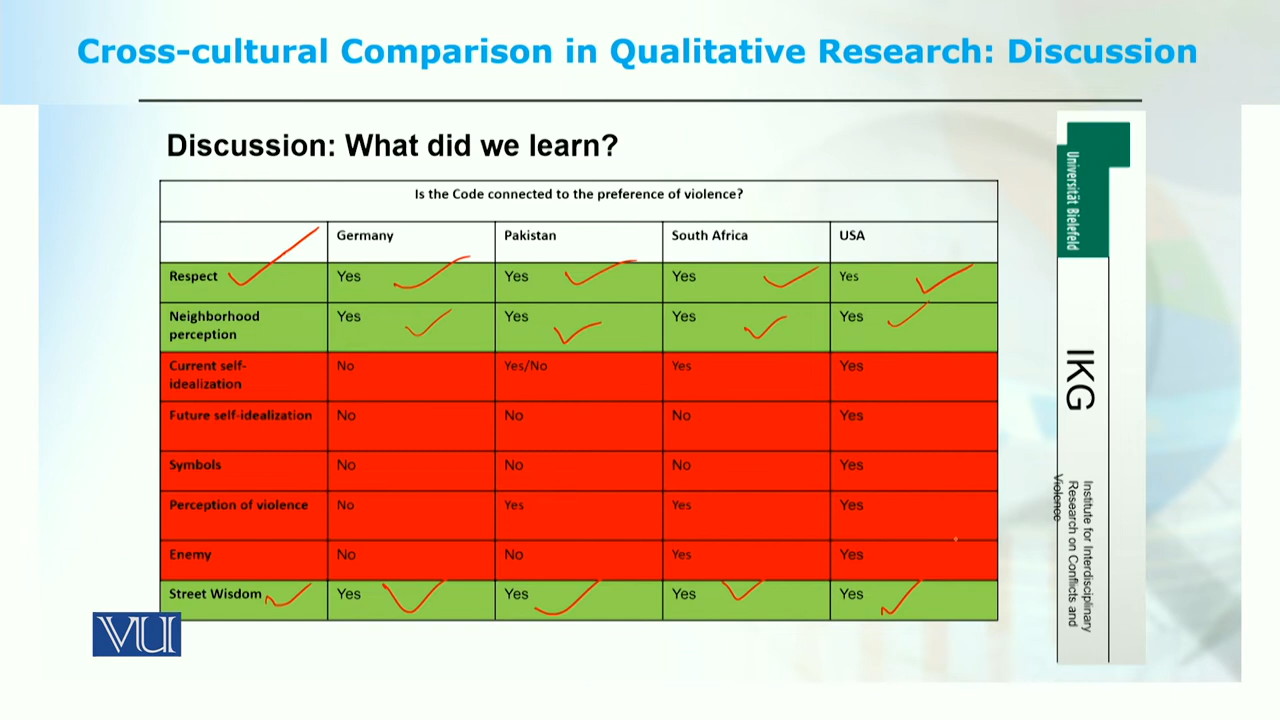 Cross-cultural Comparison in Qualitative Research: Discussion
Discussion: What did we learn?
Is the Code connected to the preference of violence?
Germany Pakistan South Africa USA
Respect Yes Yes Yes Yes
Neighborhood
perception Yes Yes Yes Yes
Current self-
idealization No Yes/No Yes Yes
Future self-idealization No No No Yes
Symbols No No No Yes
Perception of violence No Yes Yes Yes
Enemy No No Yes Yes
Street Wisdom Yes Yes Yes Yes
VU
Universität Bielefeld
IKG
Institute for Interdisciplinary
Research on Conflicts and
Violence